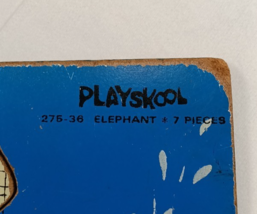 PLAYSKOOL
275-36 ELEPHANT + 7 PIECES